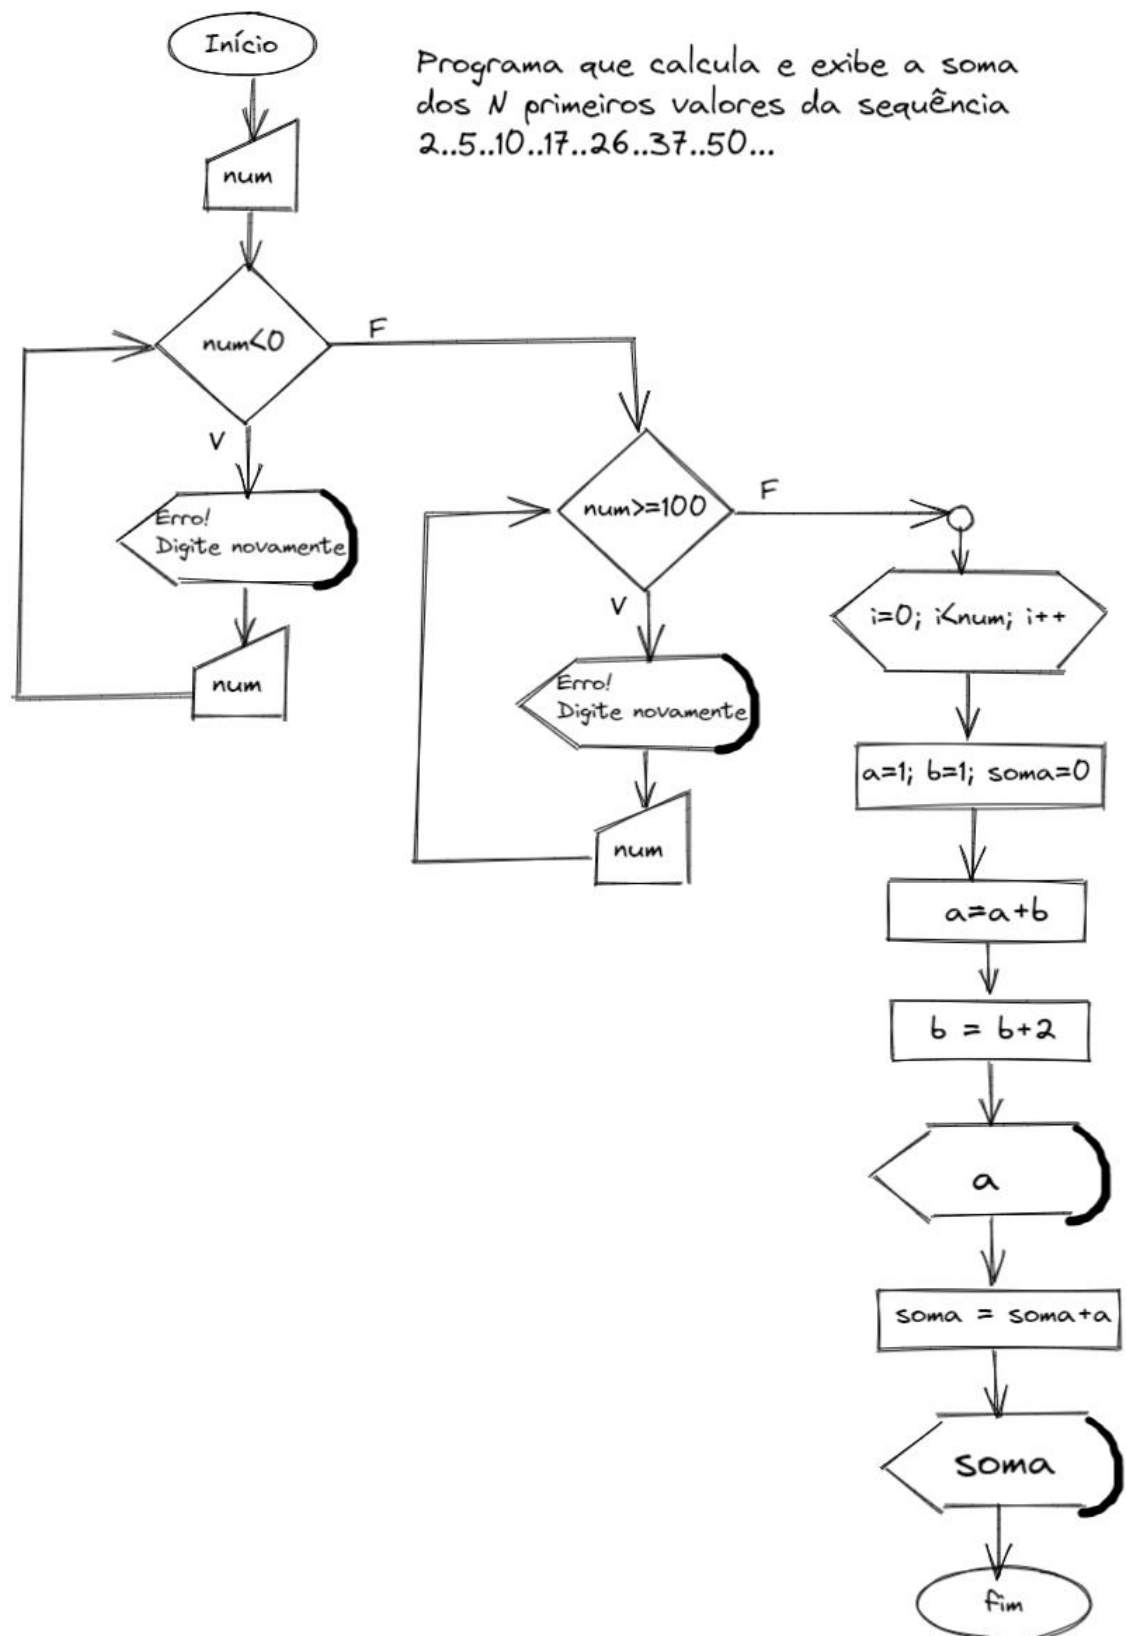 Início
Programa que calcula e exibe a soma
dos N primeiros valores da sequência
2..5..10..17..26..37..50...
num
num<0
F
V
Erro!
Digite novamente
num
num>=100
F
V
Erro!
Digite novamente
num
i=0; i<num; i++
a=1; b=1; soma=0
a=a+b
b = b+2
a
soma = soma+a
soma
fim